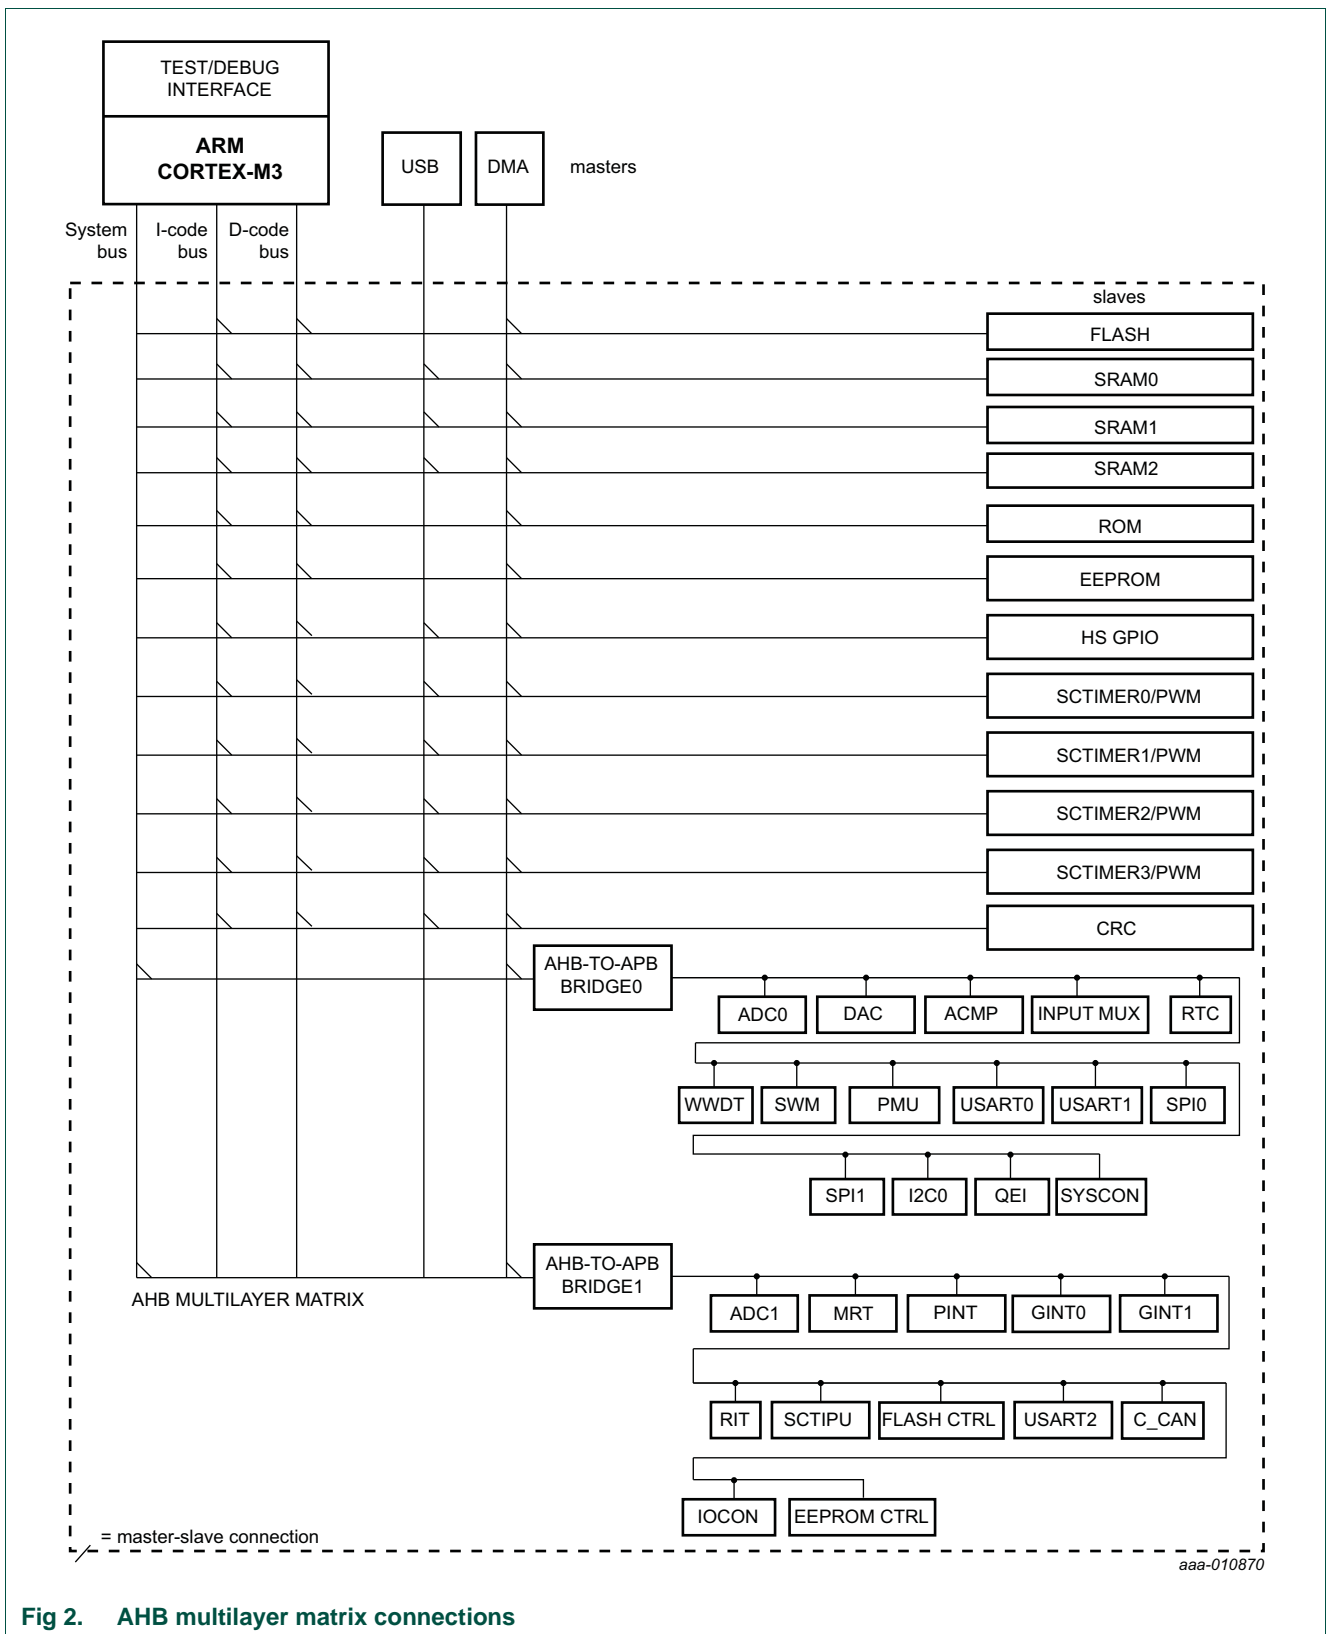 TEST/DEBUG
INTERFACE
ARM
CORTEX-M3
USB
DMA
masters
System
bus
I-code
bus
D-code
bus
slaves
FLASH
SRAM0
SRAM1
SRAM2
ROM
EEPROM
HS GPIO
SCTIMER0/PWM
SCTIMER1/PWM
SCTIMER2/PWM
SCTIMER3/PWM
CRC
AHB-TO-APB
BRIDGE0
ADC0
DAC
ACMP
INPUT MUX
RTC
WWDT
SWM
PMU
USART0
USART1
SPI0
SPI1
I2C0
QEI
SYSCON
AHB-TO-APB
BRIDGE1
AHB MULTILAYER MATRIX
ADC1
MRT
PINT
GINT0
GINT1
RIT
SCTIPU
FLASH CTRL
USART2
C_CAN
IOCON
EEPROM CTRL
= master-slave connection
aaa-010870
Fig 2. AHB multilayer matrix connections